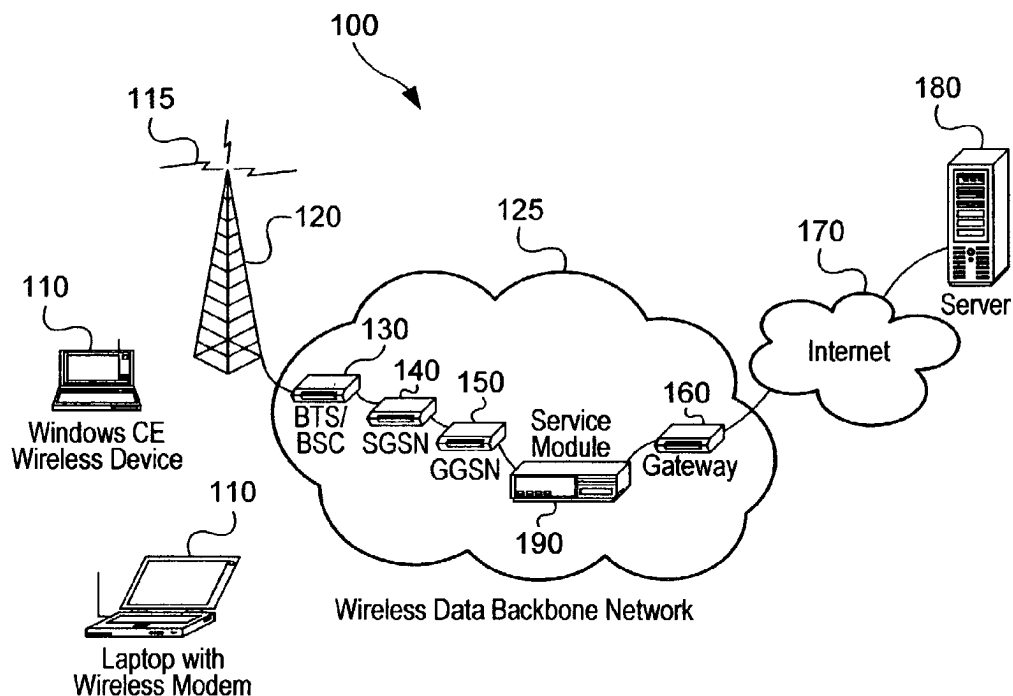 100
115
180
120
125
170
110
Server
130
Internet
140
150
160
BTS/
BSC
SGSN
GGSN
Service
Module
Gateway
Windows CE
Wireless Device
110
190
Wireless Data Backbone Network
Laptop with
Wireless Modem